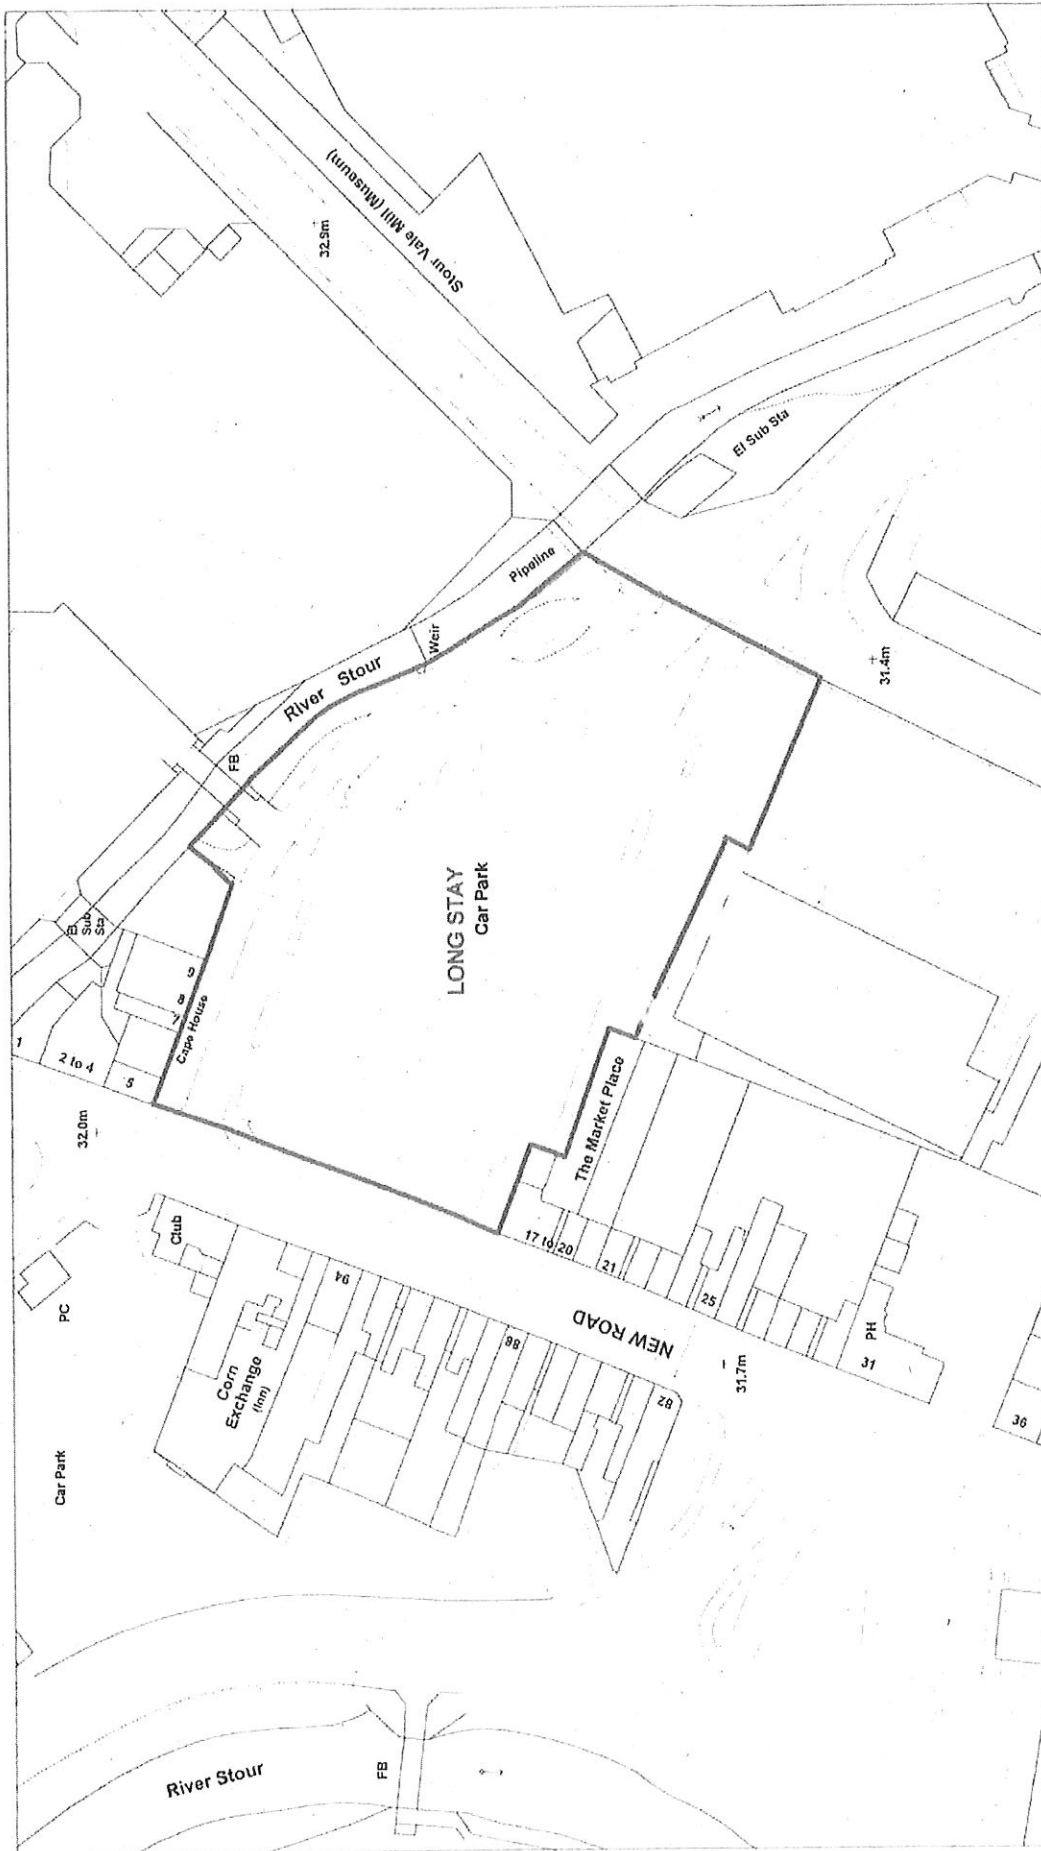 32.9m
Stour Vale Mill (Museum)
El Sub Sta
Pipeline
Weir
River Stour
FB
El
Sub
Sta
31.4m
LONG STAY
Car Park
1
2 to 4
5
7
8
9
Cape House
32.0m
The Market Place
17 to 20
21
25
31
PH
36
NEW ROAD
31.7m
PC
Club
94
88
82
Corn
Exchange
(Inn)
Car Park
River Stour
FB